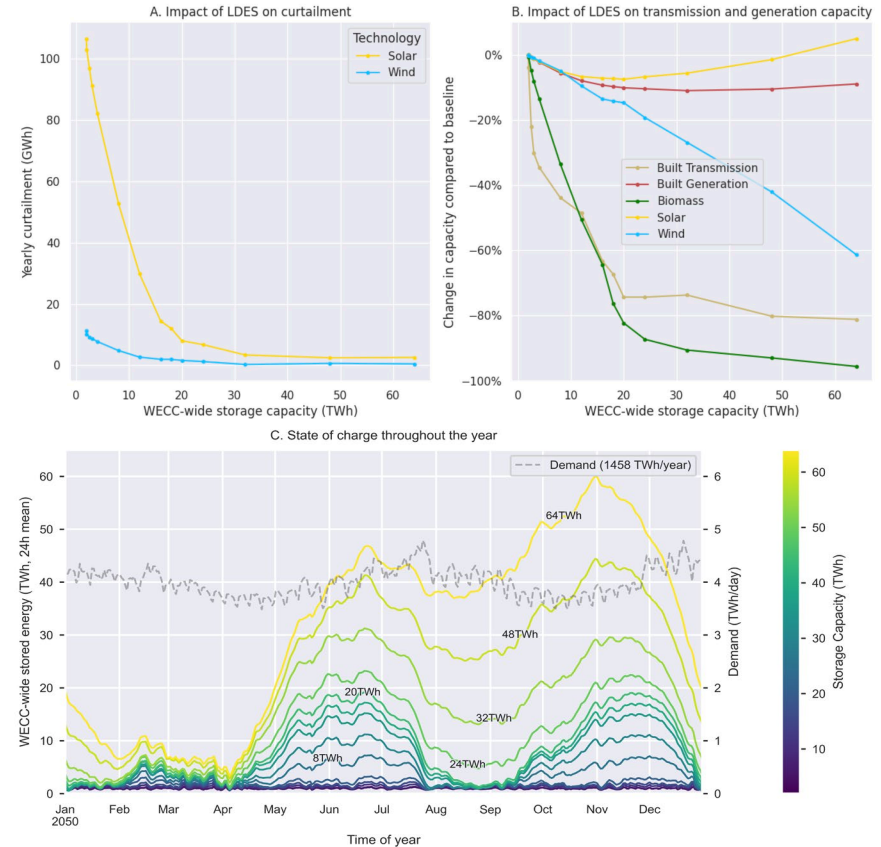 A. Impact of LDES on curtailment
Technology
Solar
Wind
100
80
60
40
20
0
Yearly curtailment (GWh)
0 10 20 30 40 50 60
WECC-wide storage capacity (TWh)
B. Impact of LDES on transmission and generation capacity
0%
−20%
−40%
−60%
−80%
−100%
Change in capacity compared to baseline
Built Transmission
Built Generation
Biomass
Solar
Wind
0 10 20 30 40 50 60
WECC-wide storage capacity (TWh)
C. State of charge throughout the year
Demand (1458 TWh/year)
60
50
40
30
20
10
0
WECC-wide stored energy (TWh, 24h mean)
64TWh
48TWh
20TWh
32TWh
8TWh
24TWh
6
5
4
3
2
1
0
Demand (TWh/day)
60
50
40
30
20
10
Storage Capacity (TWh)
Jan Feb Mar Apr May Jun Jul Aug Sep Oct Nov Dec
2050
Time of year